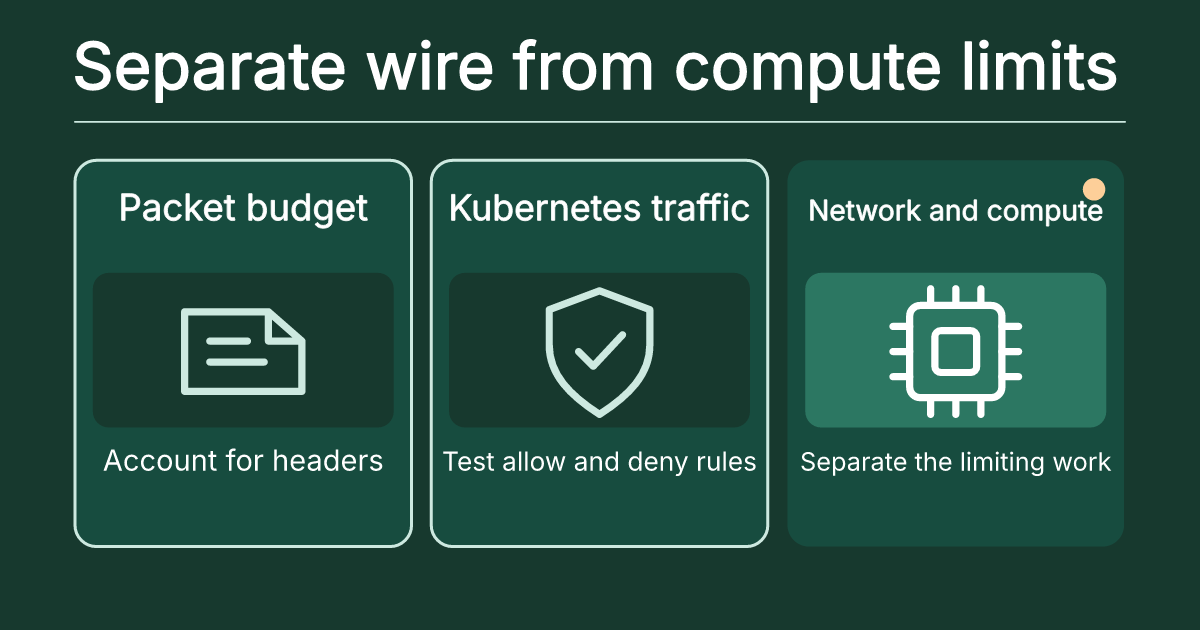 Separate wire from compute limits
Packet budget
Kubernetes traffic
Network and compute
Account for headers
Test allow and deny rules
Separate the limiting work